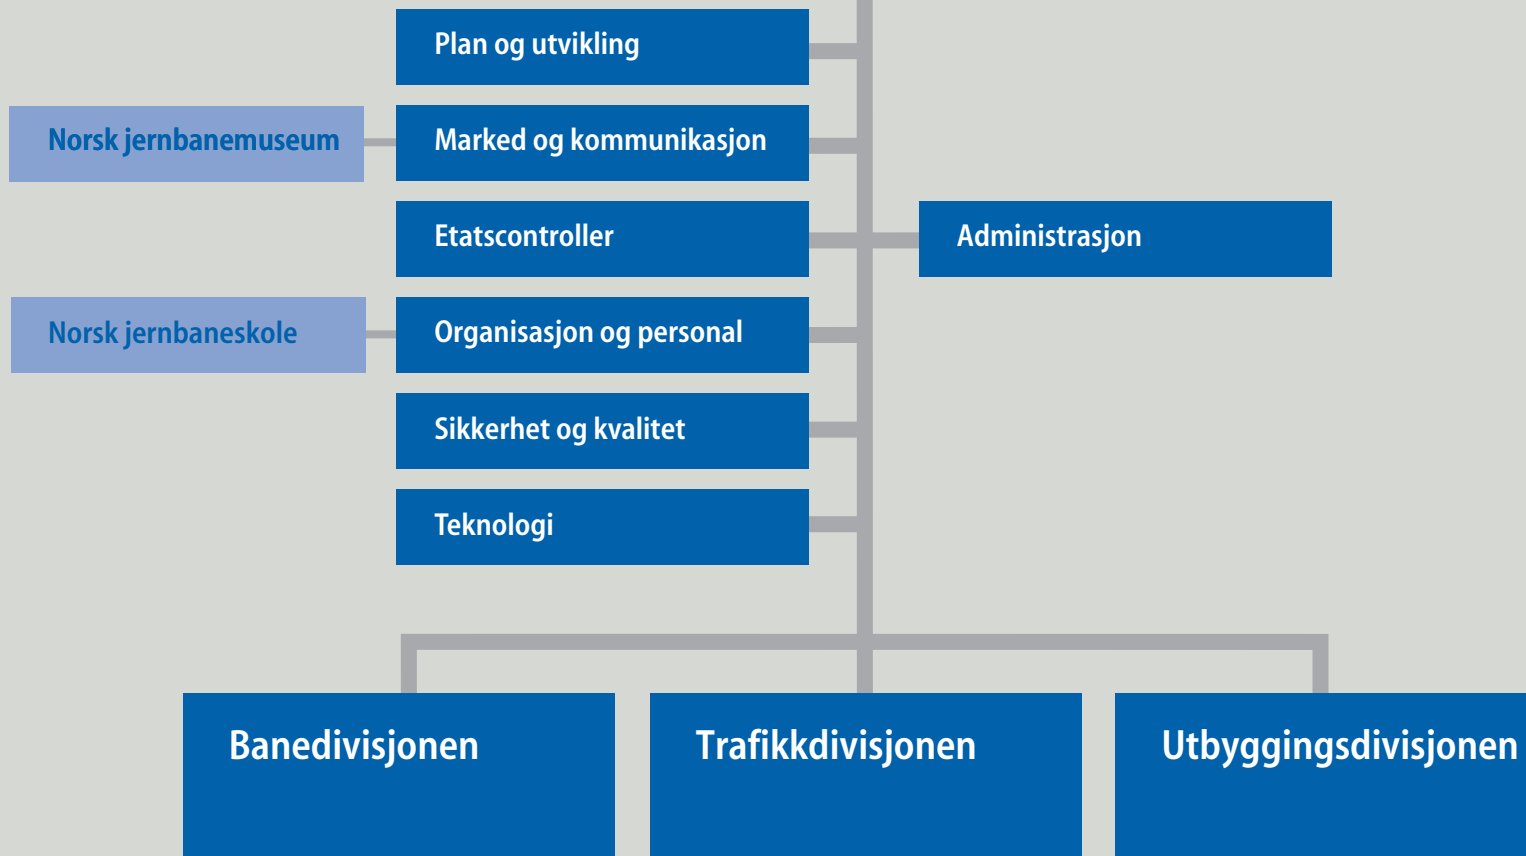 Plan og utvikling
Norsk jernbanemuseum
Marked og kommunikasjon
Etatscontroller
Administrasjon
Norsk jernbaneskole
Organisasjon og personal
Sikkerhet og kvalitet
Teknologi
Banedivisjonen
Trafikkdivisjonen
Utbyggingsdivisjonen